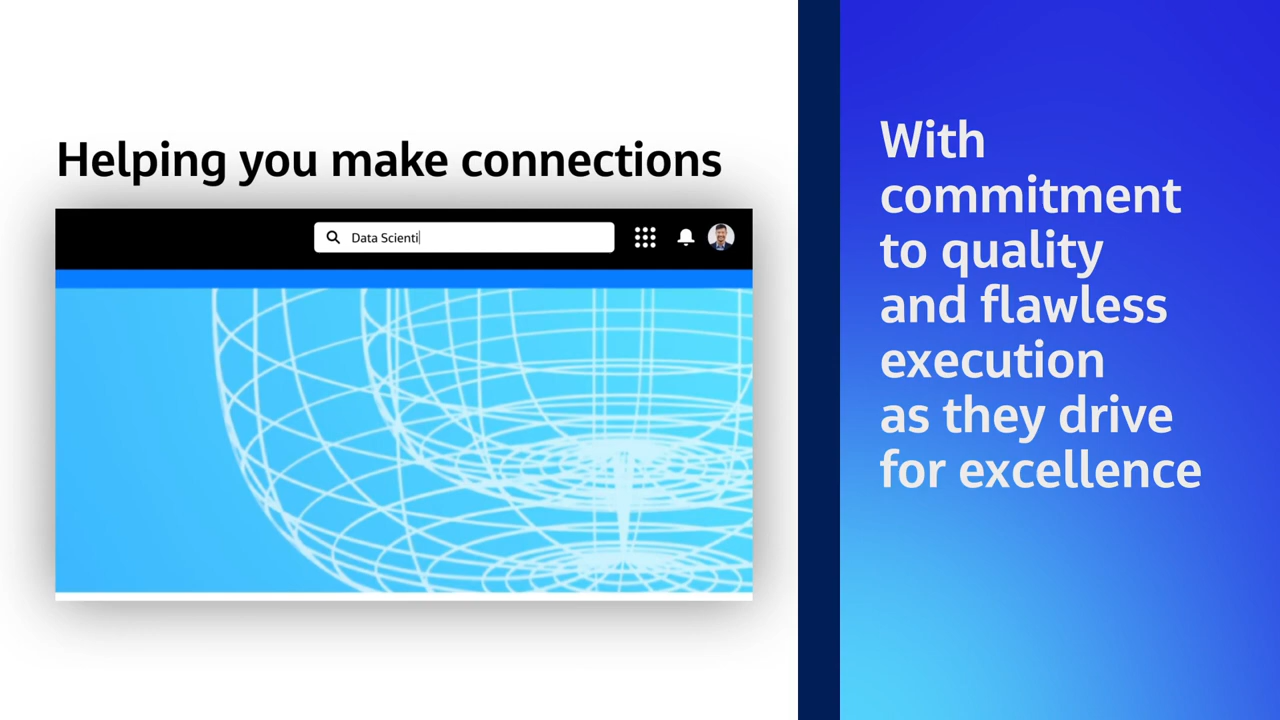 Helping you make connections
Data Scienti
With
commitment
to quality
and flawless
execution
as they drive
for excellence